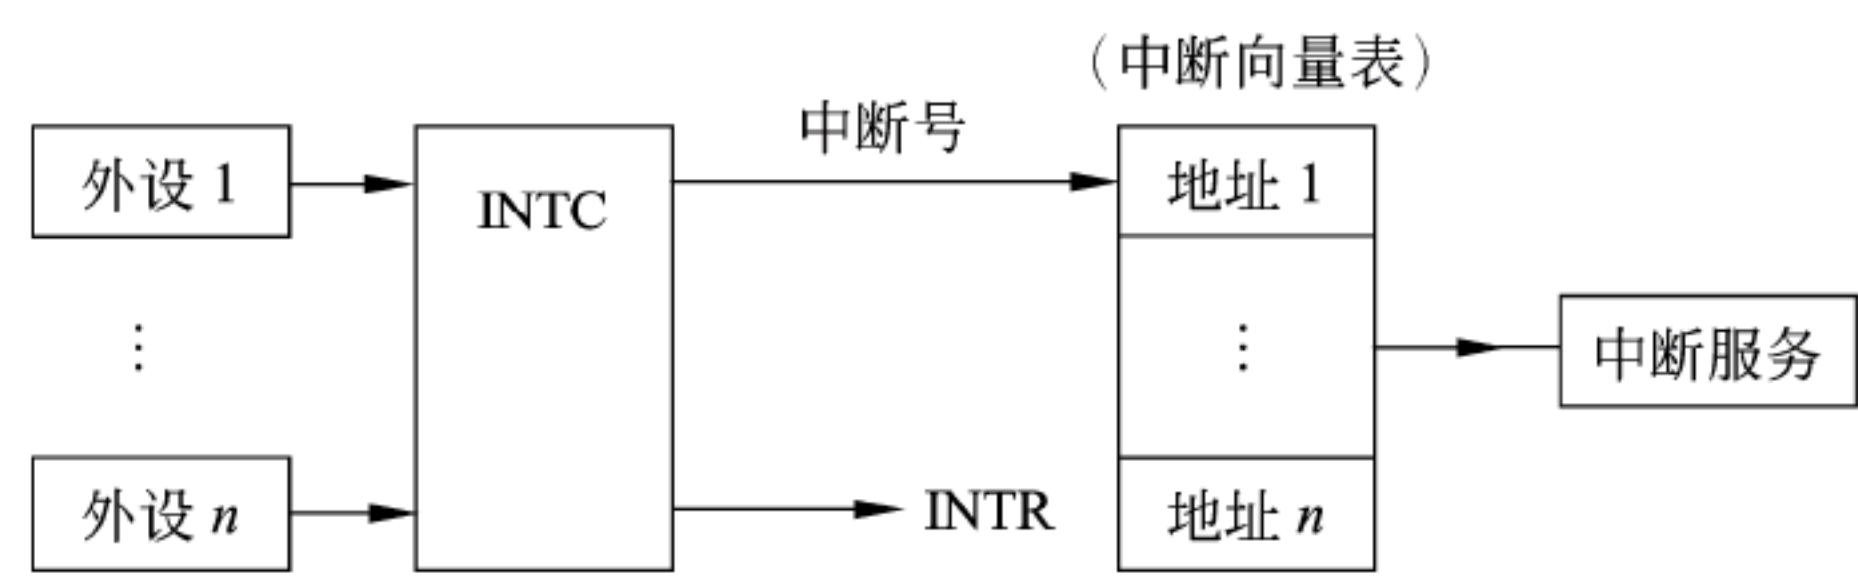 (中断向量表)
中断号
外设 1
INTC
地址 1
⋮
⋮
中断服务
外设 n
INTR
地址 n